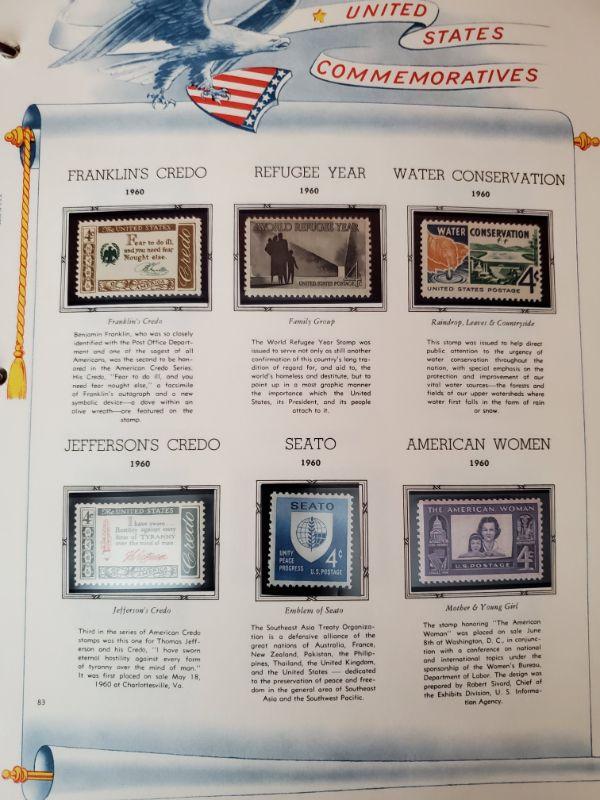 UNITED
STATES
COMMEMORATIVES
FRANKLIN'S CREDO
1960
The UNITED STATES
4¢
Fear to do ill,
and you need fear
Nought else.
B Franklin
Credo
Franklin's Credo
Benjamin Franklin, who was so closely
identified with the Post Office Depart-
ment and one of the sagest of all
Americans, was the second to be hon-
ored in the American Credo Series.
His Credo, "Fear to do ill, and you
need fear nought else," a facsimile
of Franklin's autograph and a new
symbolic device—a dove within an
olive wreath—are featured on the
stamp.
REFUGEE YEAR
1960
WORLD REFUGEE YEAR
UNITED STATES POSTAGE 4¢
Family Group
The World Refugee Year Stamp was
issued to serve not only as still another
confirmation of this country's long tra-
dition of regard for, and aid to, the
world's homeless and destitute, but to
point up in a most graphic manner
the importance which the United
States, its President, and its people
attach to it.
WATER CONSERVATION
1960
WATER CONSERVATION
4¢
UNITED STATES POSTAGE
Raindrop, Leaves & Countryside
This stamp was issued to help direct
public attention to the urgency of
water conservation throughout the
nation, with special emphasis on the
protection and improvement of our
vital water sources—the forests and
fields of our upper watersheds where
water first falls in the form of rain
or snow.
JEFFERSON'S CREDO
1960
The UNITED STATES
4¢
I have sworn
Hostility against every
form of TYRANNY
over the mind of man
Th Jefferson
Credo
Jefferson's Credo
Third in the series of American Credo
stamps was this one for Thomas Jeff-
erson and his Credo, "I have sworn
eternal hostility against every form
of tyranny over the mind of man."
It was first placed on sale May 18,
1960 at Charlottesville, Va.
SEATO
1960
SEATO
UNITY
PEACE
PROGRESS
4¢
U.S. POSTAGE
Emblem of Seato
The Southeast Asia Treaty Organiza-
tion is a defensive alliance of the
great nations of Australia, France,
New Zealand, Pakistan, the Philip-
pines, Thailand, the United Kingdom,
and the United States — dedicated
to the preservation of peace and free-
dom in the general area of Southeast
Asia and the Southwest Pacific.
AMERICAN WOMEN
1960
THE AMERICAN WOMAN
4¢
U.S. POSTAGE
Mother & Young Girl
The stamp honoring "The American
Woman" was placed on sale June
8th at Washington, D. C., in conjunc-
tion with a conference on national
and international topics under the
sponsorship of the Women's Bureau,
Department of Labor. The design was
prepared by Robert Sivard, Chief of
the Exhibits Division, U. S. Informa-
tion Agency.
83